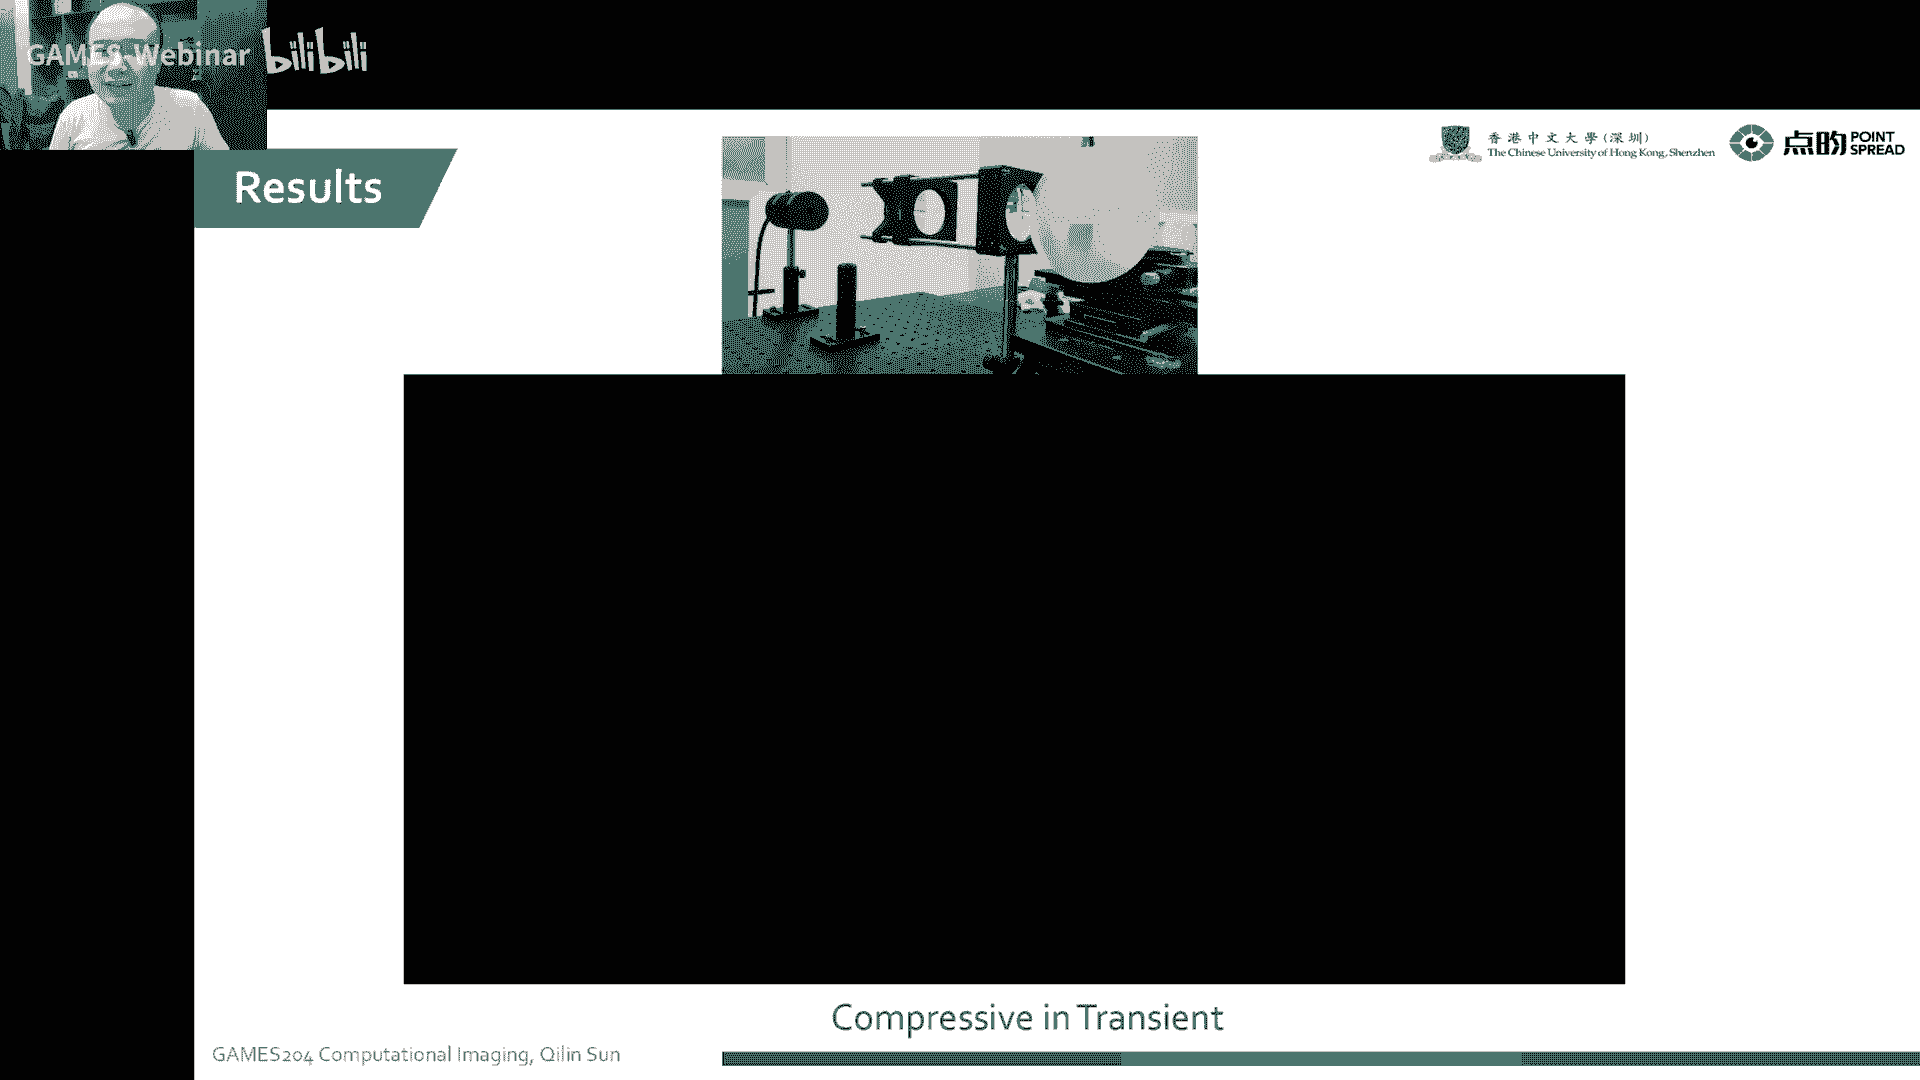 GAMES-Webinar bilibili
香港中文大學(深圳)
The Chinese University of Hong Kong, Shenzhen
点昀 POINT SPREAD
Results
Compressive in Transient
GAMES204 Computational Imaging, Qilin Sun